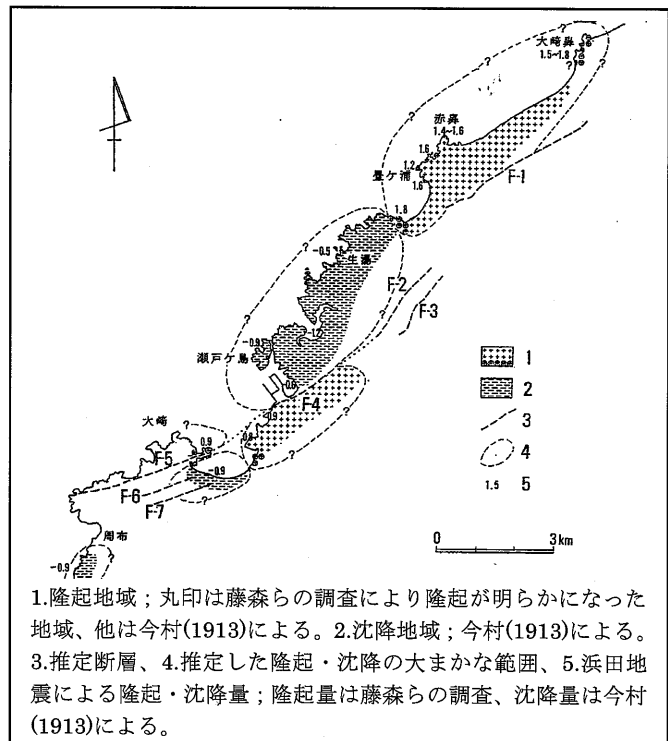 大崎鼻
1.5~1.8
?
?
?
赤鼻
1.4~1.6
1.6
1.2
畳ケ浦
1.6
F-1
1.8
?
-0.5
生湯
F-2
F-3
?
-1.2
-0.9
瀬戸ケ島
-0.6
?
F-4
-0.9
大崎
?
0.9
0.8
?
F-5
-0.9
F-6
?
F-7
周布
-0.9
?
1
2
3
4
1.5
5
0
3km
1.隆起地域；丸印は藤森らの調査により隆起が明らかになった
地域、他は今村(1913)による。2.沈降地域；今村(1913)による。
3.推定断層、4.推定した隆起・沈降の大まかな範囲、5.浜田地
震による隆起・沈降量；隆起量は藤森らの調査、沈降量は今村
(1913)による。